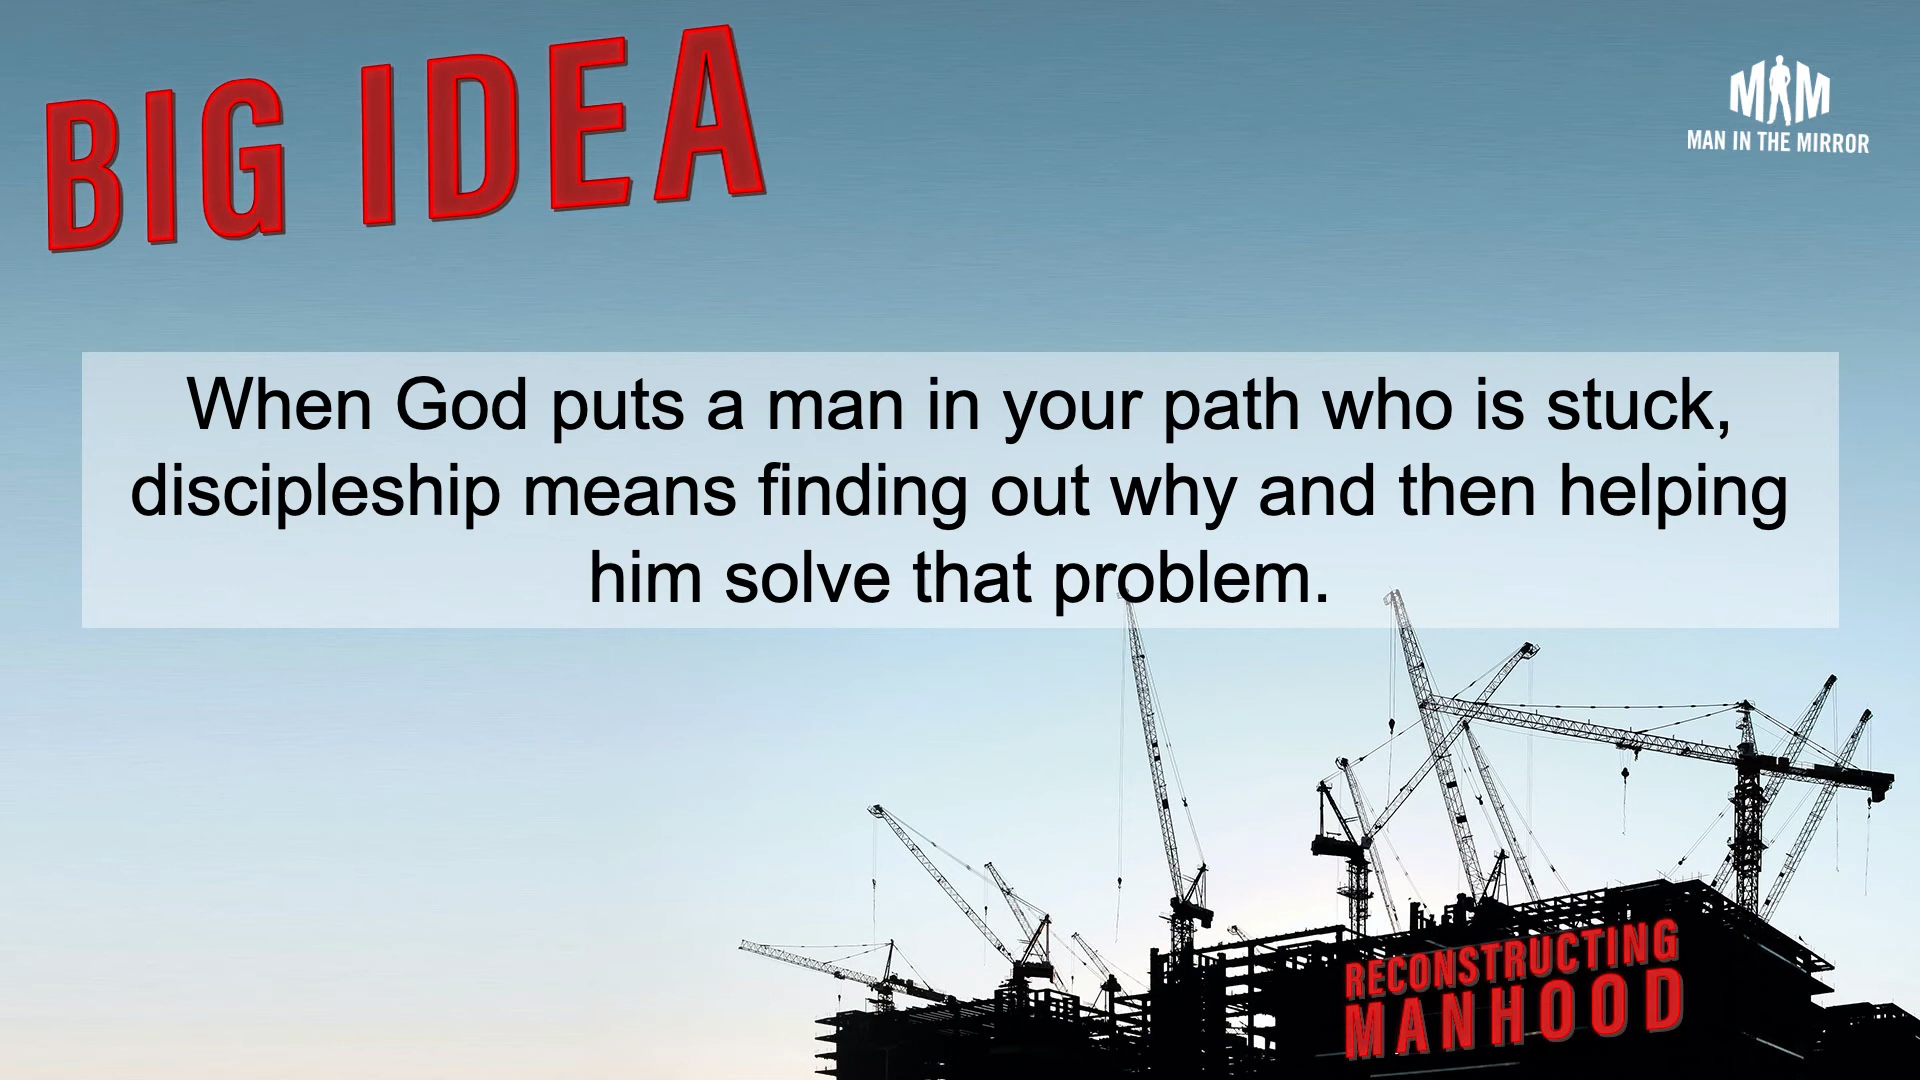 BIG IDEA
MAN IN THE MIRROR
When God puts a man in your path who is stuck,
discipleship means finding out why and then helping
him solve that problem.
RECONSTRUCTING
MANHOOD